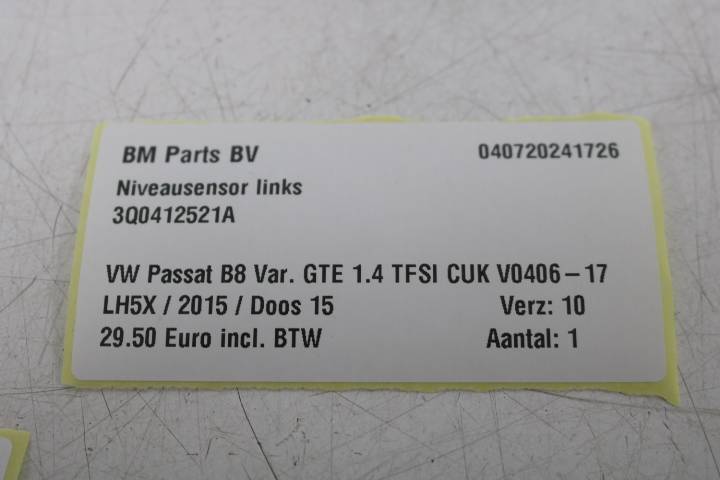 BM Parts BV 040720241726
Niveausensor links
3Q0412521A
VW Passat B8 Var. GTE 1.4 TFSI CUK V0406-17
LH5X / 2015 / Doos 15 Verz: 10
29.50 Euro incl. BTW Aantal: 1